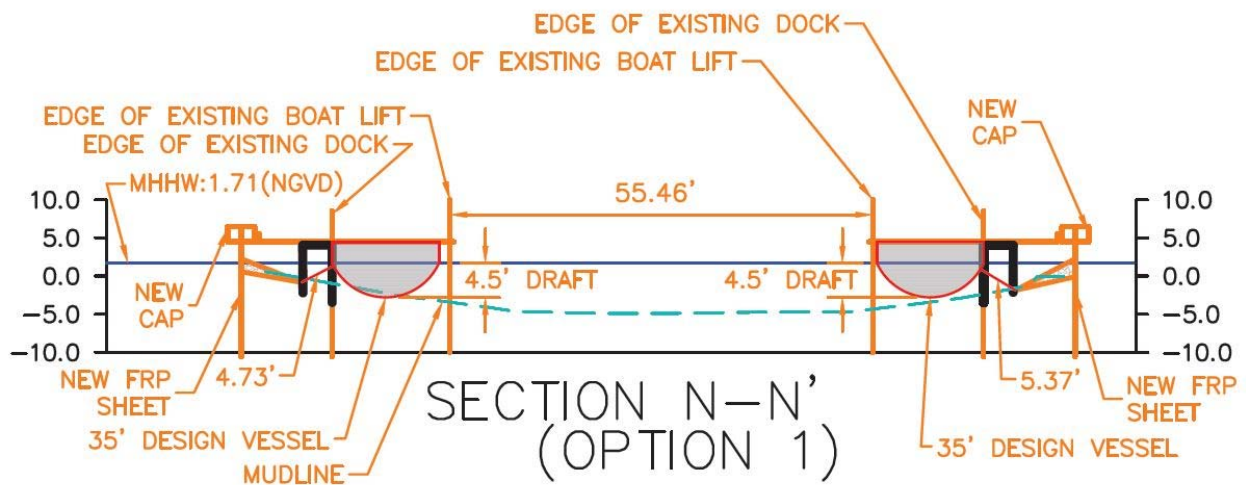 EDGE OF EXISTING DOCK
EDGE OF EXISTING BOAT LIFT
EDGE OF EXISTING BOAT LIFT
EDGE OF EXISTING DOCK
NEW
CAP
MHHW:1.71(NGVD)
55.46'
10.0
5.0
0.0
-5.0
-10.0
10.0
5.0
0.0
-5.0
-10.0
4.5' DRAFT
4.5' DRAFT
NEW
CAP
NEW FRP
SHEET
4.73'
35' DESIGN VESSEL
MUDLINE
5.37'
NEW FRP
SHEET
35' DESIGN VESSEL
SECTION N-N'
(OPTION 1)